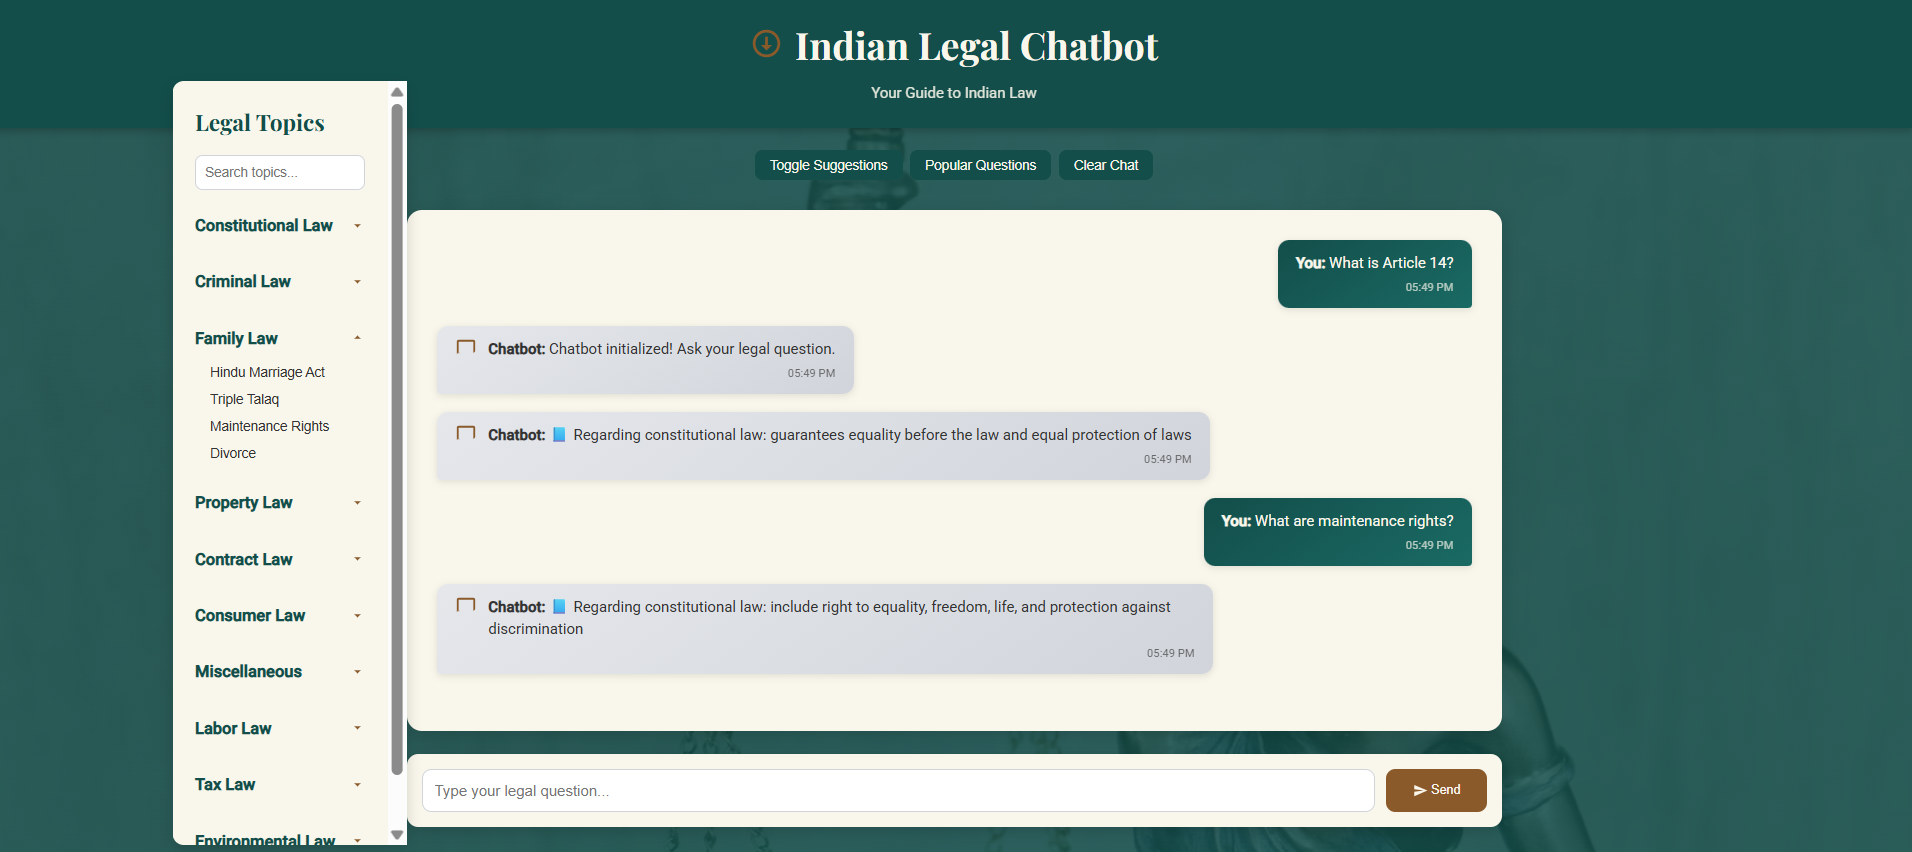 Indian Legal Chatbot
Your Guide to Indian Law
Legal Topics
Search topics...
Constitutional Law
Criminal Law
Family Law
Hindu Marriage Act
Triple Talaq
Maintenance Rights
Divorce
Property Law
Contract Law
Consumer Law
Miscellaneous
Labor Law
Tax Law
Environmental Law
Toggle Suggestions
Popular Questions
Clear Chat
You: What is Article 14?
05:49 PM
Chatbot: Chatbot initialized! Ask your legal question.
05:49 PM
Chatbot: 📘 Regarding constitutional law: guarantees equality before the law and equal protection of laws
05:49 PM
You: What are maintenance rights?
05:49 PM
Chatbot: 📘 Regarding constitutional law: include right to equality, freedom, life, and protection against
discrimination
05:49 PM
Type your legal question...
Send